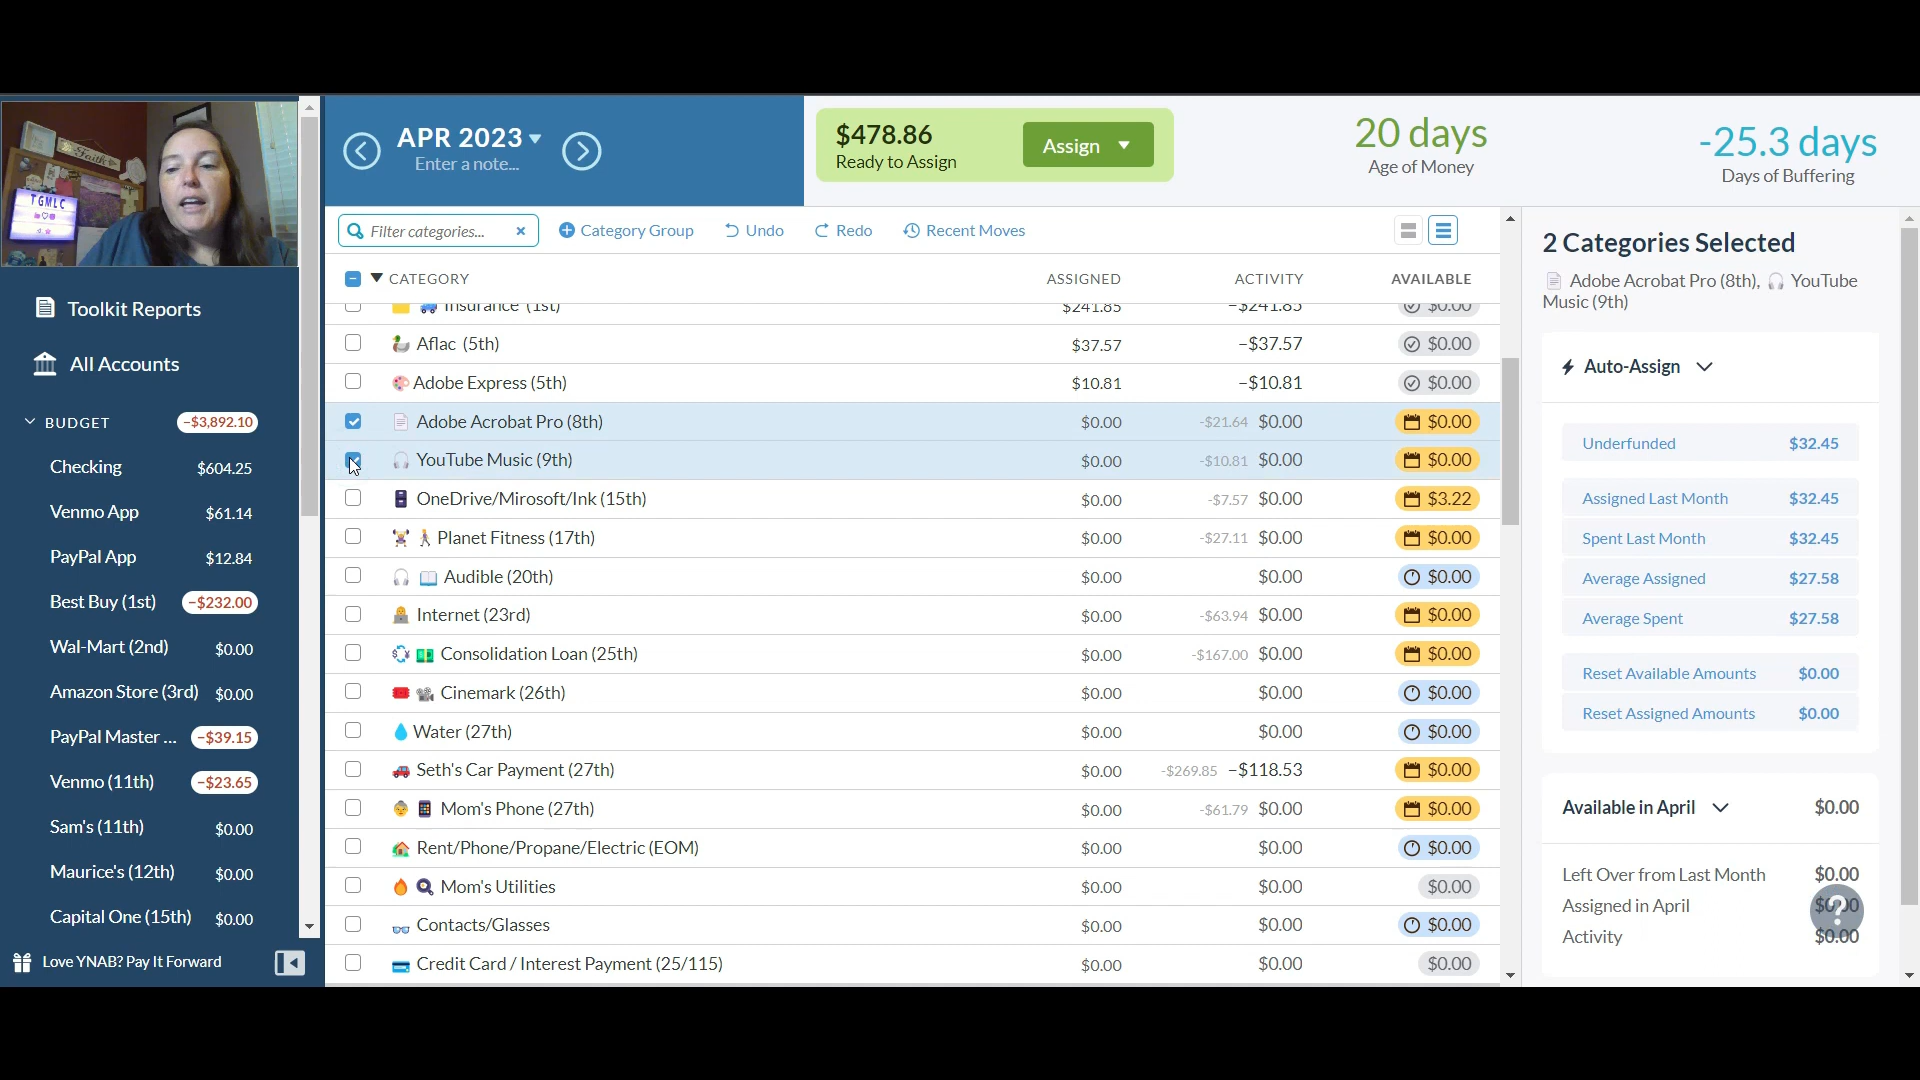 Faith
TGMLC
Toolkit Reports
All Accounts
BUDGET -$3,892.10
Checking $604.25
Venmo App $61.14
PayPal App $12.84
Best Buy (1st) -$232.00
Wal-Mart (2nd) $0.00
Amazon Store (3rd) $0.00
PayPal Master ... -$39.15
Venmo (11th) -$23.65
Sam's (11th) $0.00
Maurice's (12th) $0.00
Capital One (15th) $0.00
Love YNAB? Pay It Forward
APR 2023
Enter a note...
$478.86
Ready to Assign
Assign
20 days
Age of Money
-25.3 days
Days of Buffering
Filter categories... Category Group Undo Redo Recent Moves
CATEGORY ASSIGNED ACTIVITY AVAILABLE
Insurance (1st) $241.85 -$241.85 $0.00
Aflac (5th) $37.57 -$37.57 $0.00
Adobe Express (5th) $10.81 -$10.81 $0.00
Adobe Acrobat Pro (8th) $0.00 -$21.64 $0.00 $0.00
YouTube Music (9th) $0.00 -$10.81 $0.00 $0.00
OneDrive/Mirosoft/Ink (15th) $0.00 -$7.57 $0.00 $3.22
Planet Fitness (17th) $0.00 -$27.11 $0.00 $0.00
Audible (20th) $0.00 $0.00 $0.00
Internet (23rd) $0.00 -$63.94 $0.00 $0.00
Consolidation Loan (25th) $0.00 -$167.00 $0.00 $0.00
Cinemark (26th) $0.00 $0.00 $0.00
Water (27th) $0.00 $0.00 $0.00
Seth's Car Payment (27th) $0.00 -$269.85 -$118.53 $0.00
Mom's Phone (27th) $0.00 -$61.79 $0.00 $0.00
Rent/Phone/Propane/Electric (EOM) $0.00 $0.00 $0.00
Mom's Utilities $0.00 $0.00 $0.00
Contacts/Glasses $0.00 $0.00 $0.00
Credit Card / Interest Payment (25/115) $0.00 $0.00 $0.00
2 Categories Selected
Adobe Acrobat Pro (8th), YouTube
Music (9th)
Auto-Assign
Underfunded $32.45
Assigned Last Month $32.45
Spent Last Month $32.45
Average Assigned $27.58
Average Spent $27.58
Reset Available Amounts $0.00
Reset Assigned Amounts $0.00
Available in April $0.00
Left Over from Last Month $0.00
Assigned in April $0.00
Activity $0.00
?